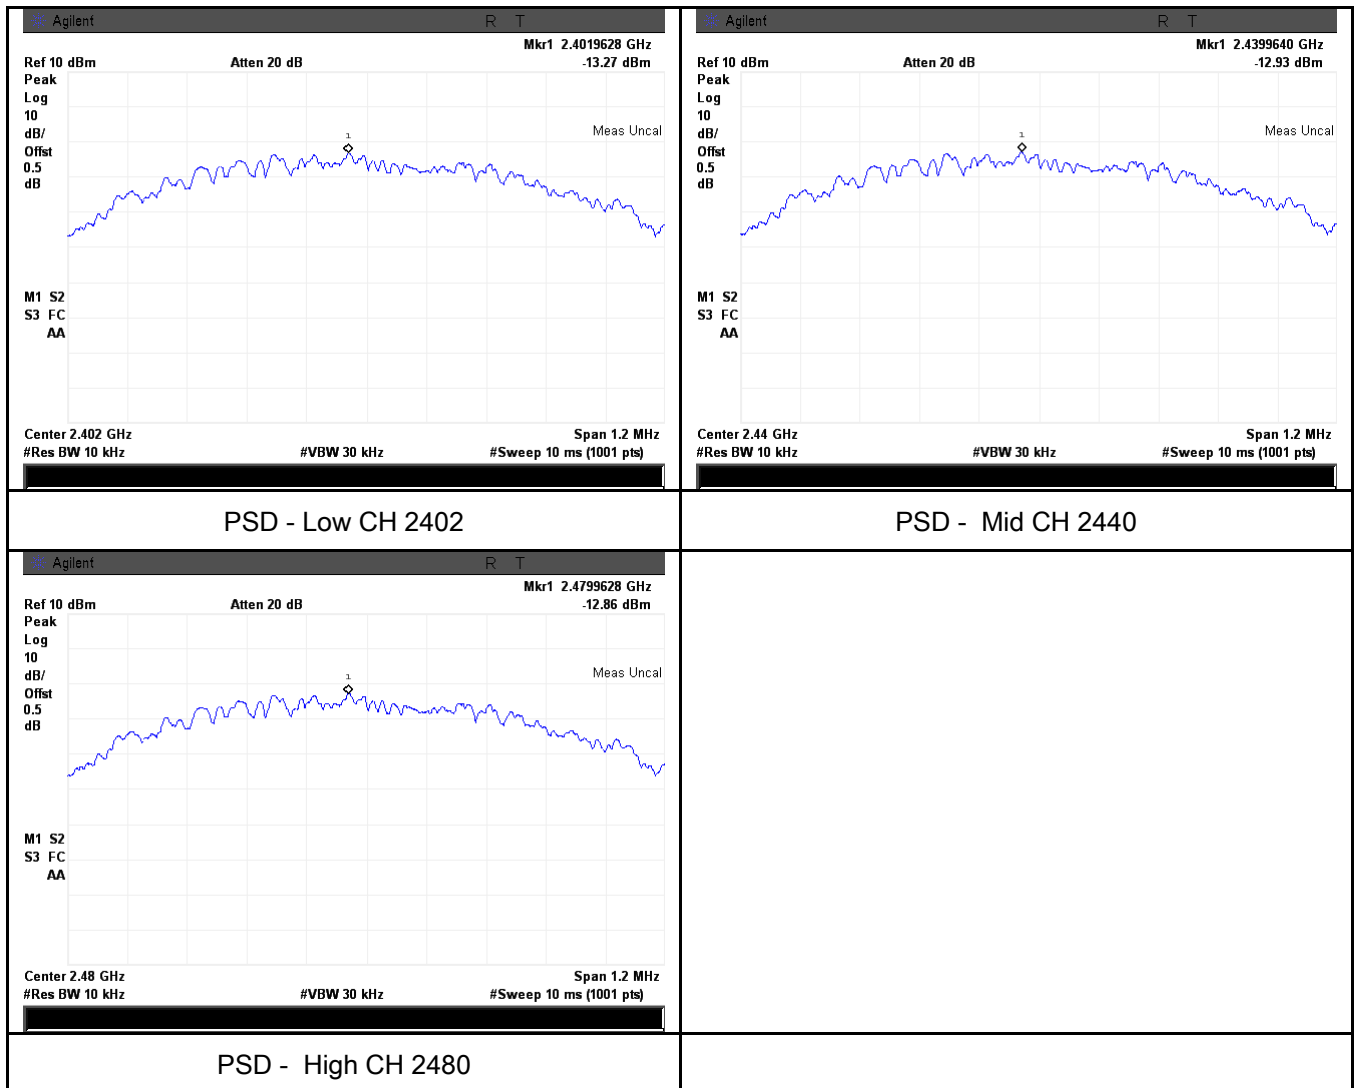 Agilent R T
Mkr1 2.4019628 GHz
Ref 10 dBm Atten 20 dB -13.27 dBm
Peak
Log
10
dB/
Offst
0.5
dB
1
Meas Uncal
M1 S2
S3 FC
AA
Center 2.402 GHz Span 1.2 MHz
#Res BW 10 kHz #VBW 30 kHz #Sweep 10 ms (1001 pts)
PSD - Low CH 2402
Agilent R T
Mkr1 2.4399640 GHz
Ref 10 dBm Atten 20 dB -12.93 dBm
Peak
Log
10
dB/
Offst
0.5
dB
1
Meas Uncal
M1 S2
S3 FC
AA
Center 2.44 GHz Span 1.2 MHz
#Res BW 10 kHz #VBW 30 kHz #Sweep 10 ms (1001 pts)
PSD - Mid CH 2440
Agilent R T
Mkr1 2.4799628 GHz
Ref 10 dBm Atten 20 dB -12.86 dBm
Peak
Log
10
dB/
Offst
0.5
dB
1
Meas Uncal
M1 S2
S3 FC
AA
Center 2.48 GHz Span 1.2 MHz
#Res BW 10 kHz #VBW 30 kHz #Sweep 10 ms (1001 pts)
PSD - High CH 2480